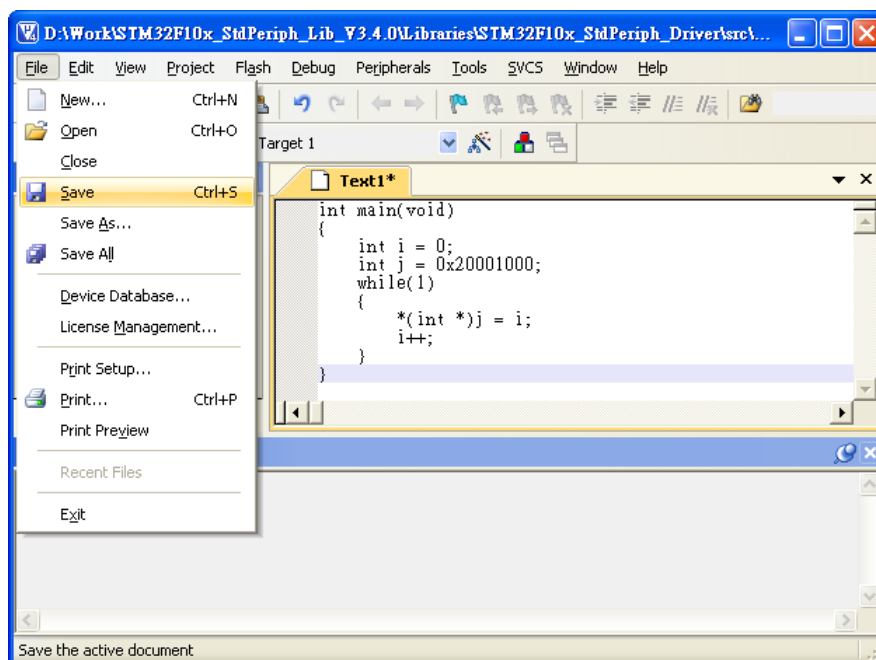 D:\Work\STM32F10x_StdPeriph_Lib_V3.4.0\Libraries\STM32F10x_StdPeriph_Driver\src\...
File Edit View Project Flash Debug Peripherals Tools SVCS Window Help
New... Ctrl+N
Open Ctrl+O
Close
Save Ctrl+S
Save As...
Save All
Device Database...
License Management...
Print Setup...
Print... Ctrl+P
Print Preview
Recent Files
Exit
Target 1
Text1*
int main(void)
{
int i = 0;
int j = 0x20001000;
while(1)
{
*(int *)j = i;
i++;
}
}
Save the active document